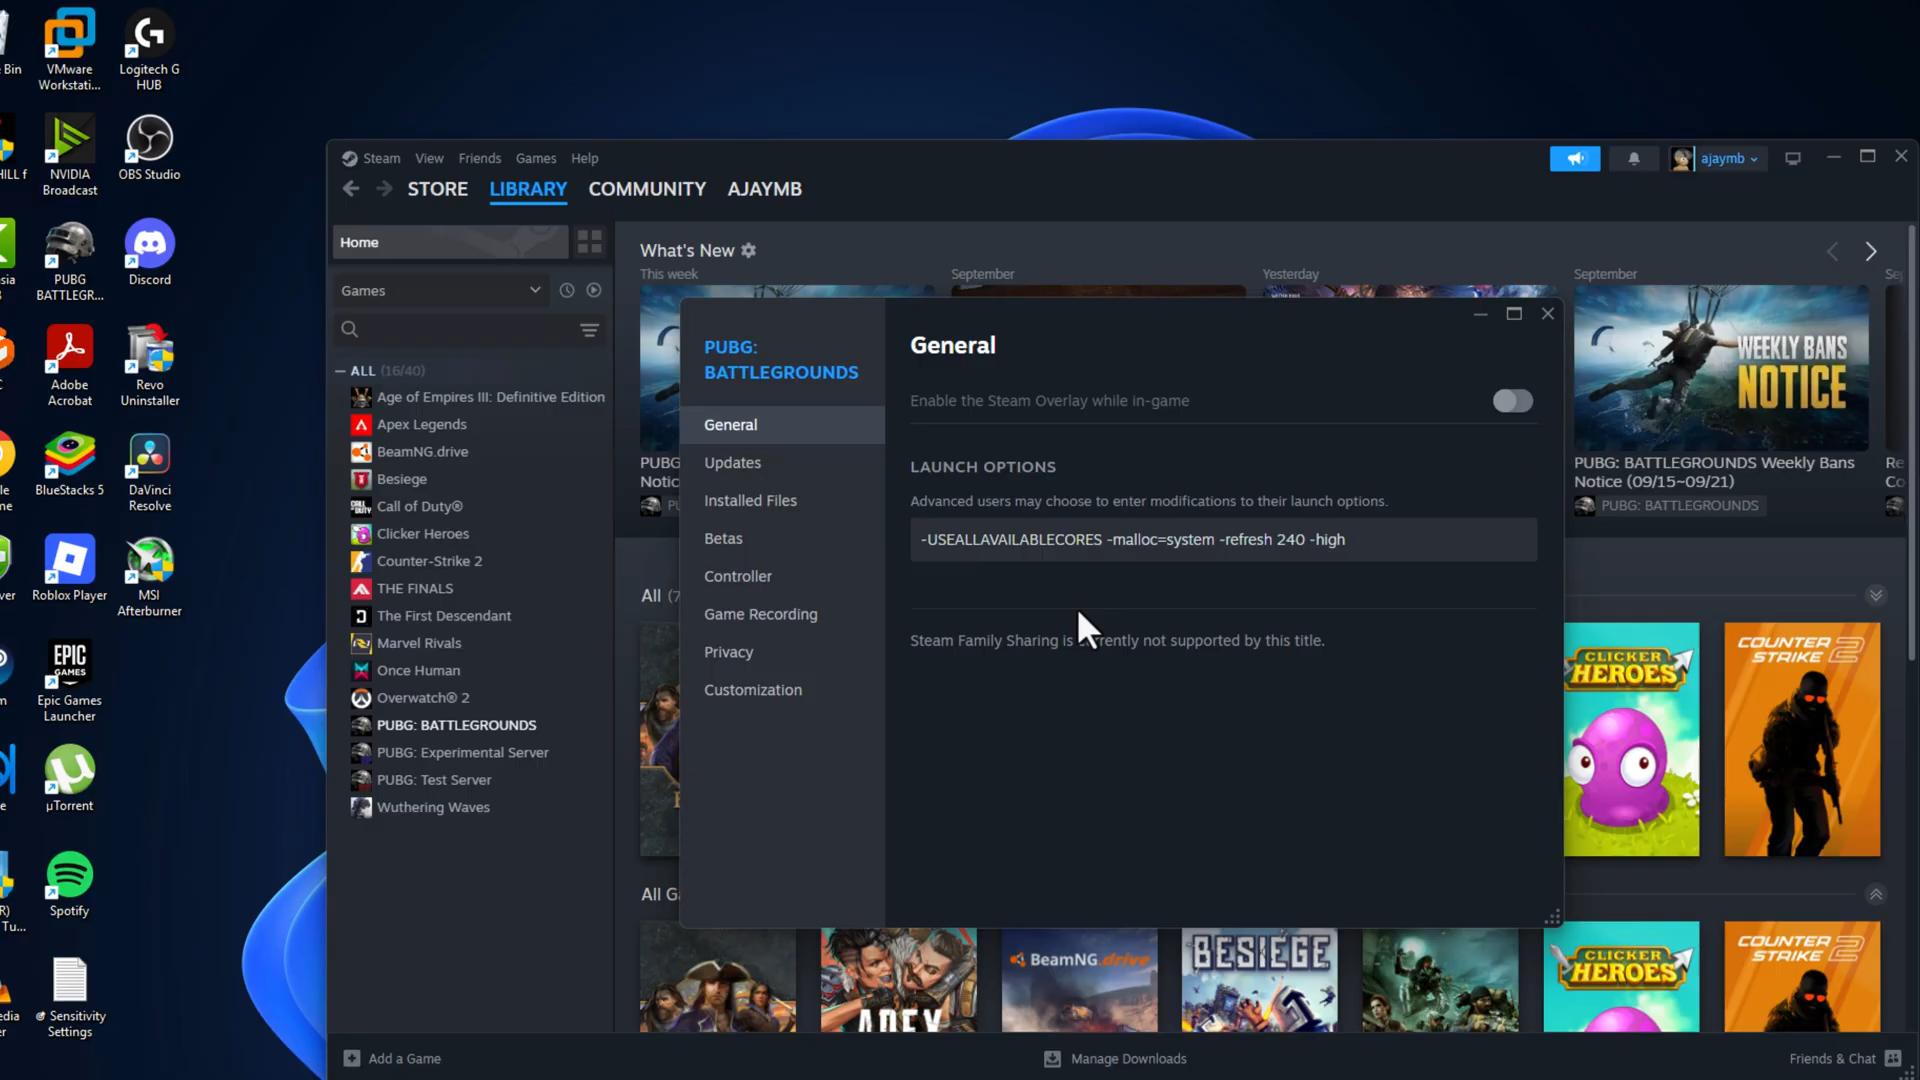 Bin
VMware
Workstati...
Logitech G
HUB
HILL f
NVIDIA
Broadcast
OBS Studio
PUBG
BATTLEGR...
Discord
Adobe
Acrobat
Revo
Uninstaller
BlueStacks 5
DaVinci
Resolve
Roblox Player
MSI
Afterburner
EPIC
GAMES
Epic Games
Launcher
µTorrent
Spotify
Sensitivity
Settings
Steam View Friends Games Help
ajaymb
STORE LIBRARY COMMUNITY AJAYMB
Home
Games
ALL (16/40)
Age of Empires III: Definitive Edition
Apex Legends
BeamNG.drive
Besiege
Call of Duty®
Clicker Heroes
Counter-Strike 2
THE FINALS
The First Descendant
Marvel Rivals
Once Human
Overwatch® 2
PUBG: BATTLEGROUNDS
PUBG: Experimental Server
PUBG: Test Server
Wuthering Waves
What's New
This week September Yesterday September
WEEKLY BANS
NOTICE
PUBG: BATTLEGROUNDS Weekly Bans
Notice (09/15~09/21)
PUBG: BATTLEGROUNDS
PUBG
Notic
PU
PUBG:
BATTLEGROUNDS
General
Updates
Installed Files
Betas
Controller
Game Recording
Privacy
Customization
General
Enable the Steam Overlay while in-game
LAUNCH OPTIONS
Advanced users may choose to enter modifications to their launch options.
-USEALLAVAILABLECORES -malloc=system -refresh 240 -high
Steam Family Sharing is currently not supported by this title.
All (7
CLICKER
HEROES
COUNTER
STRIKE 2
All Ga
APEX
BeamNG.drive
BESIEGE
CLICKER
HEROES
COUNTER
STRIKE 2
Add a Game
Manage Downloads
Friends & Chat